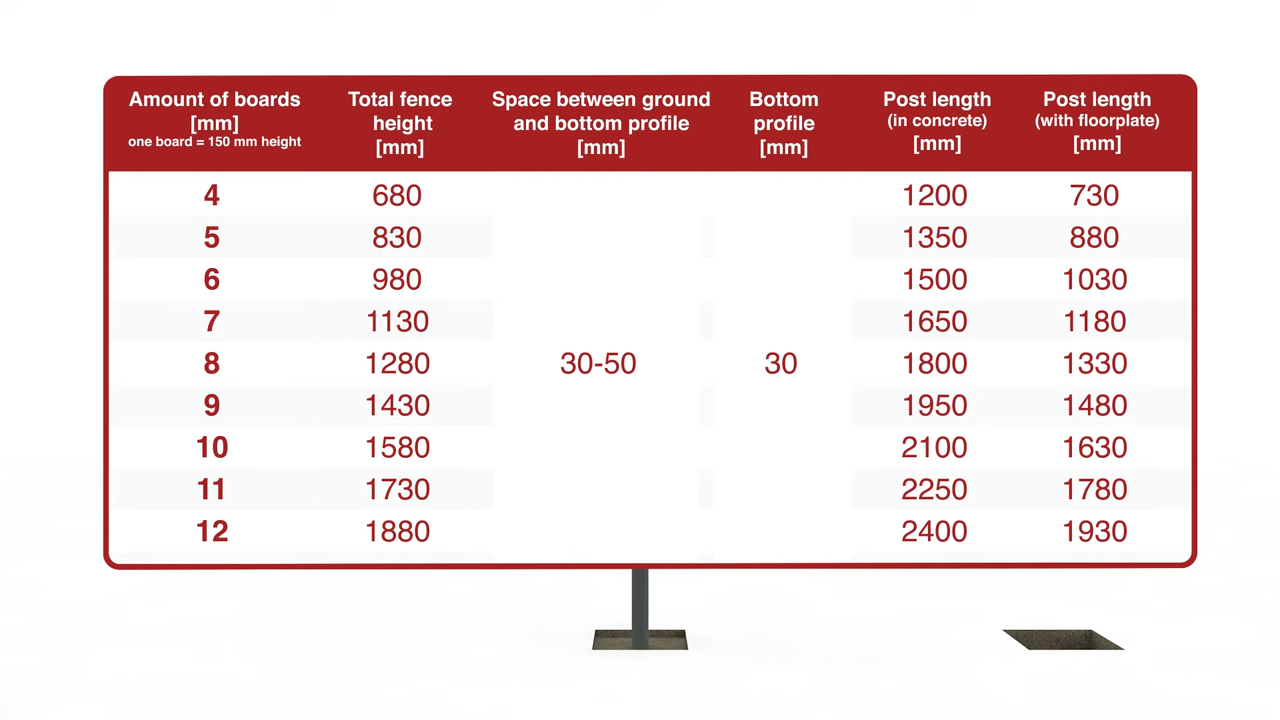 Amount of boards
[mm]
one board = 150 mm height
Total fence
height
[mm]
Space between ground
and bottom profile
[mm]
Bottom
profile
[mm]
Post length
(in concrete)
[mm]
Post length
(with floorplate)
[mm]
4 680 1200 730
5 830 1350 880
6 980 1500 1030
7 1130 1650 1180
8 1280 30-50 30 1800 1330
9 1430 1950 1480
10 1580 2100 1630
11 1730 2250 1780
12 1880 2400 1930